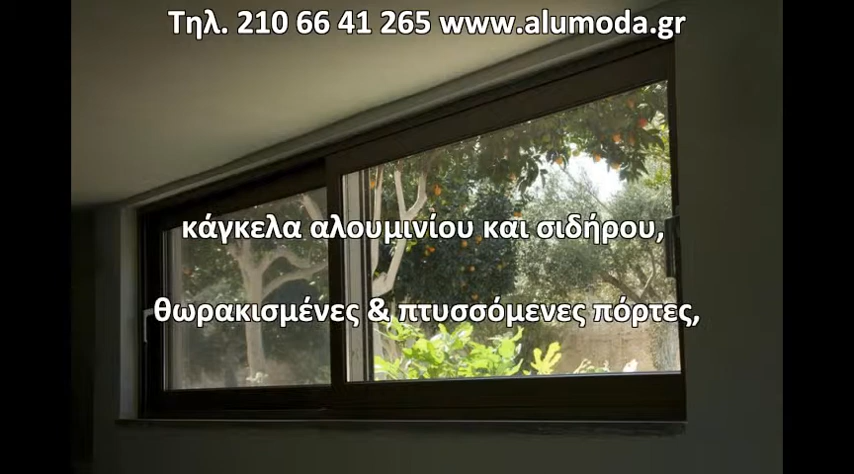 Τηλ. 210 66 41 265 www.alumoda.gr
κάγκελα αλουμινίου και σιδήρου,
θωρακισμένες & πτυσσόμενες πόρτες,